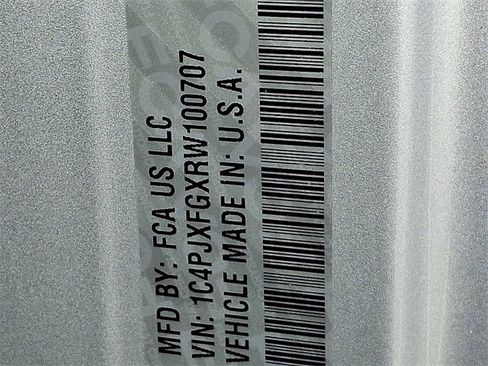 MFD BY: FCA US LLC
VIN: 1C4PJXFGXRW100707
VEHICLE MADE IN: U.S.A.